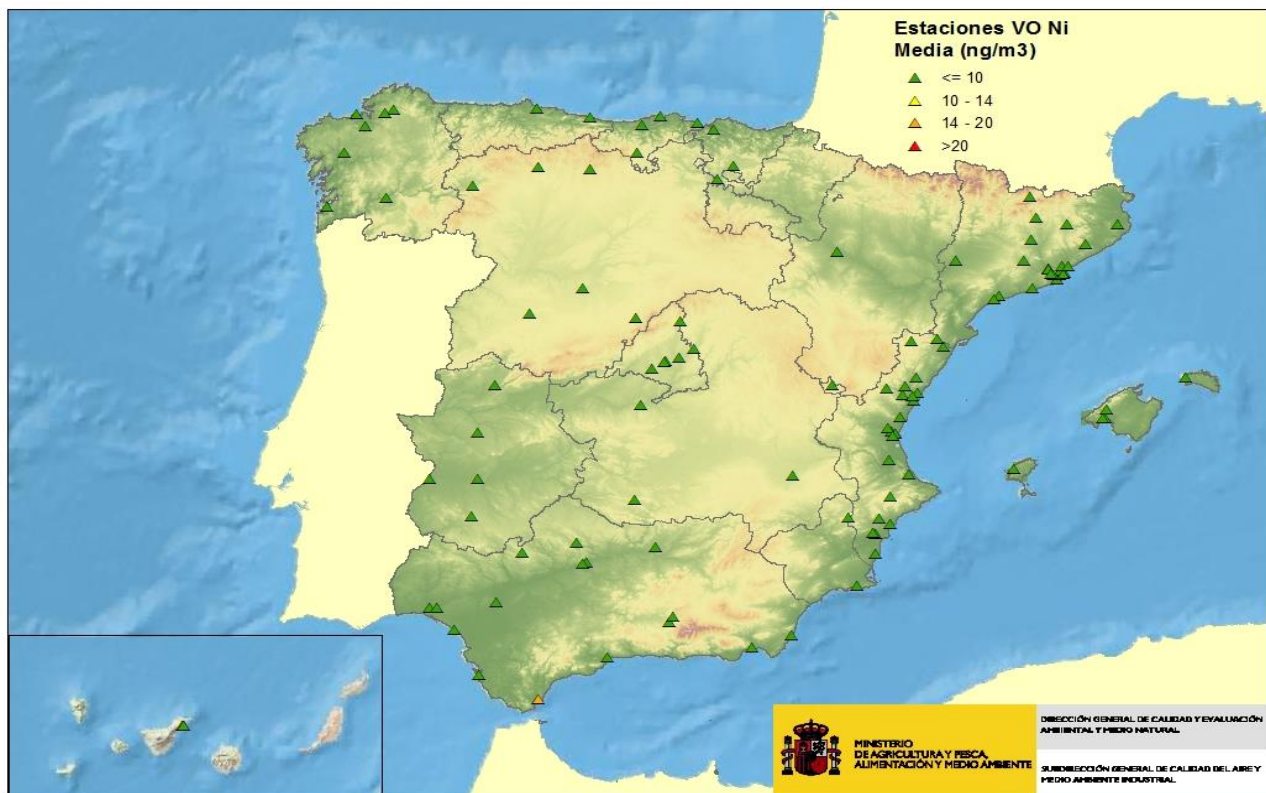 Estaciones VO Ni
Media (ng/m3)
<= 10
10 - 14
14 - 20
>20
MINISTERIO
DE AGRICULTURA Y PESCA,
ALIMENTACIÓN Y MEDIO AMBIENTE
DIRECCIÓN GENERAL DE CALIDAD Y EVALUACIÓN
AMBIENTAL Y MEDIO NATURAL
SUBDIRECCIÓN GENERAL DE CALIDAD DEL AIRE Y
MEDIO AMBIENTE INDUSTRIAL